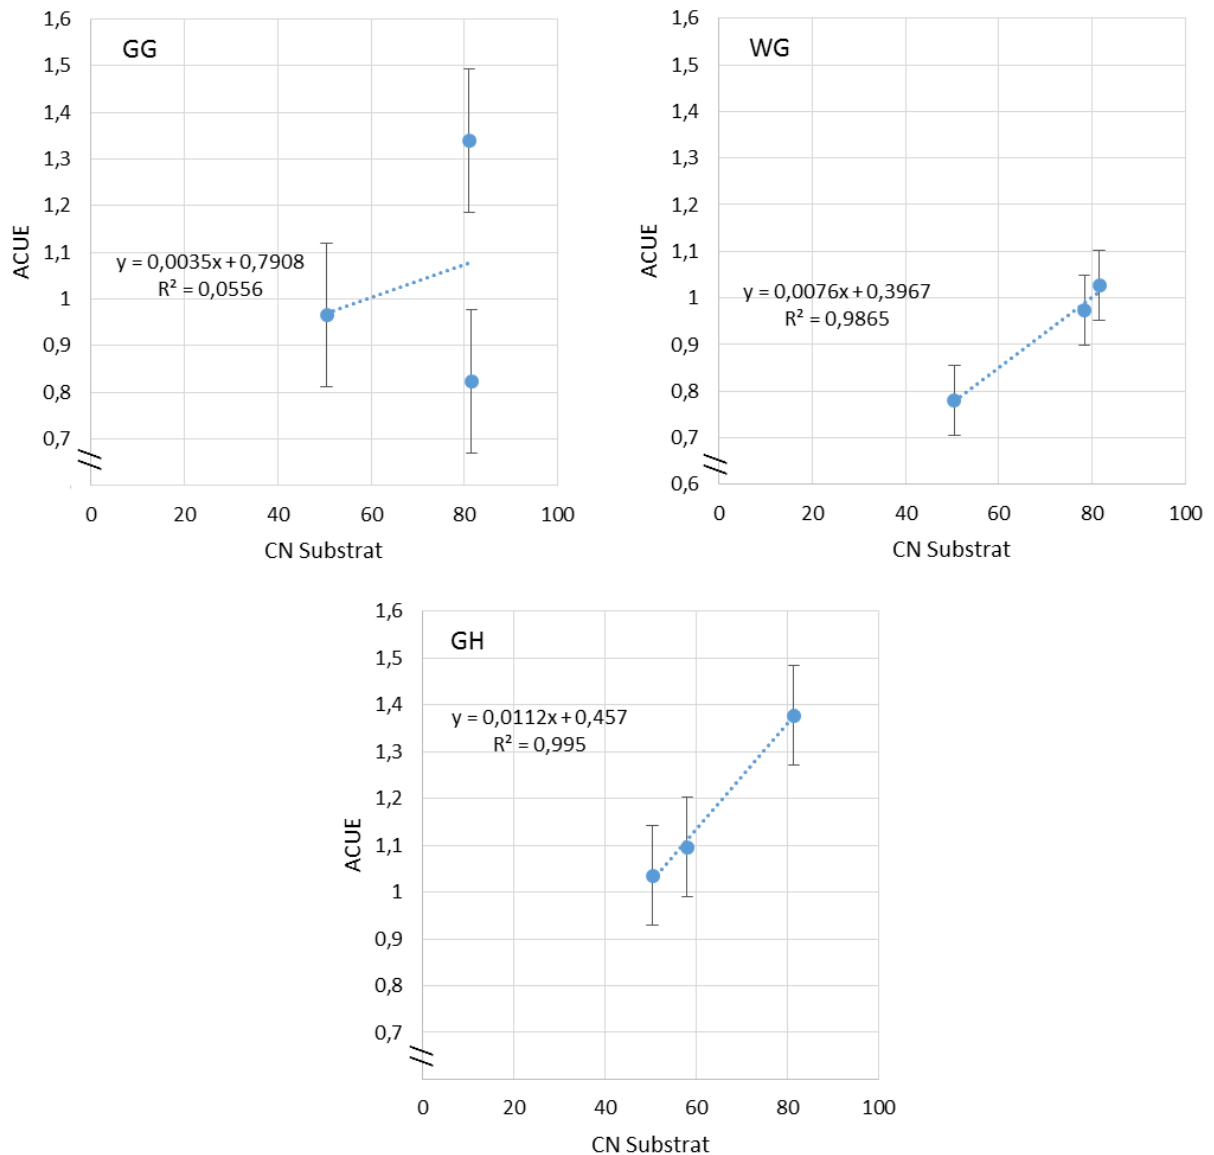 GG
1,6
1,5
1,4
1,3
1,2
1,1
1
0,9
0,8
0,7
ACUE
y = 0,0035x + 0,7908
R² = 0,0556
0 20 40 60 80 100
CN Substrat
WG
1,6
1,5
1,4
1,3
1,2
1,1
1
0,9
0,8
0,7
0,6
ACUE
y = 0,0076x + 0,3967
R² = 0,9865
0 20 40 60 80 100
CN Substrat
GH
1,6
1,5
1,4
1,3
1,2
1,1
1
0,9
0,8
0,7
ACUE
y = 0,0112x + 0,457
R² = 0,995
0 20 40 60 80 100
CN Substrat